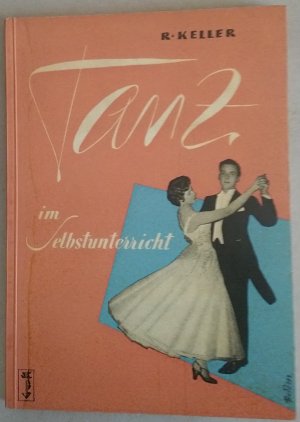 R. KELLER
Tanz
im
Selbstunterricht